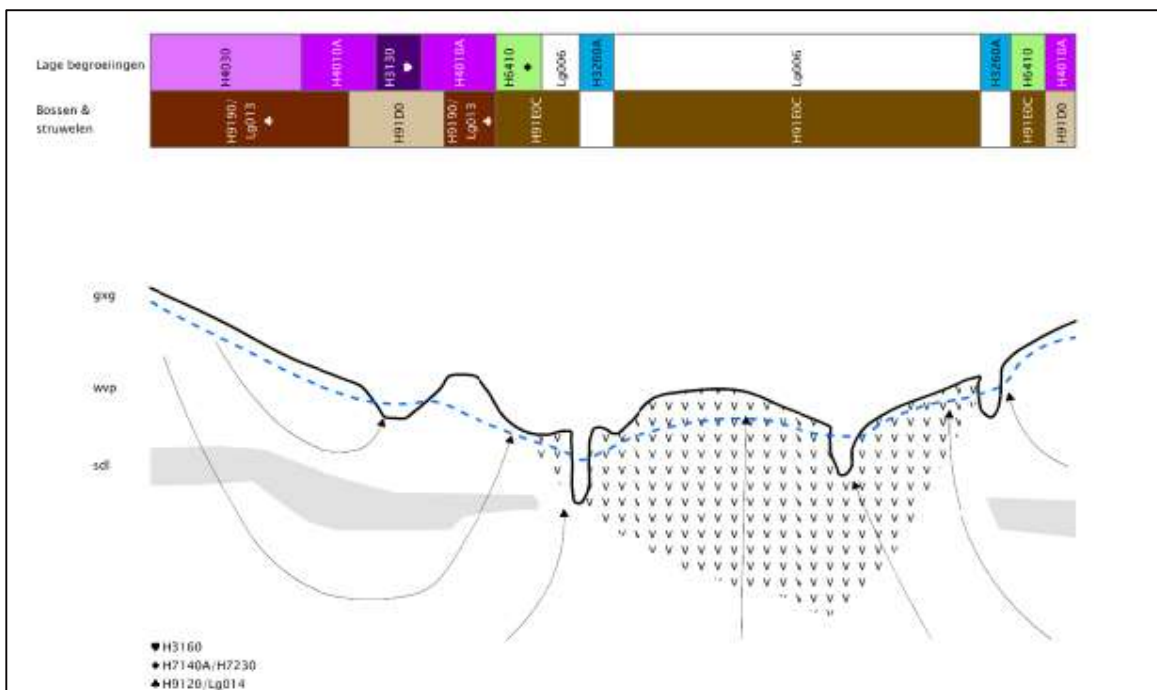 Lage begroeiingen
H4030
H4010A
H3130
H4010A
H6410
Lg006
H3260A
Lg006
H3260A
H6410
H4010A
Bossen &
struwelen
H9190/
Lg013
H91D0
H9190/
Lg013
H91E0C
H91E0C
H91E0C
H91D0
gxg
wvp
sdl
♥ H3160
♦ H7140A/H7230
♣ H9120/Lg014